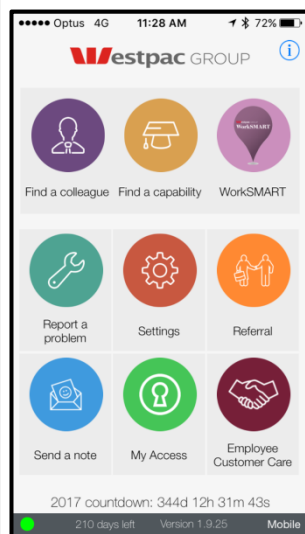 Optus 4G 11:28 AM 72%
Westpac GROUP
i
WorkSMART
Find a colleague Find a capability WorkSMART
Report a
problem
Settings
Referral
Send a note
My Access
Employee
Customer Care
2017 countdown: 344d 12h 31m 43s
210 days left Version 1.9.25 Mobile